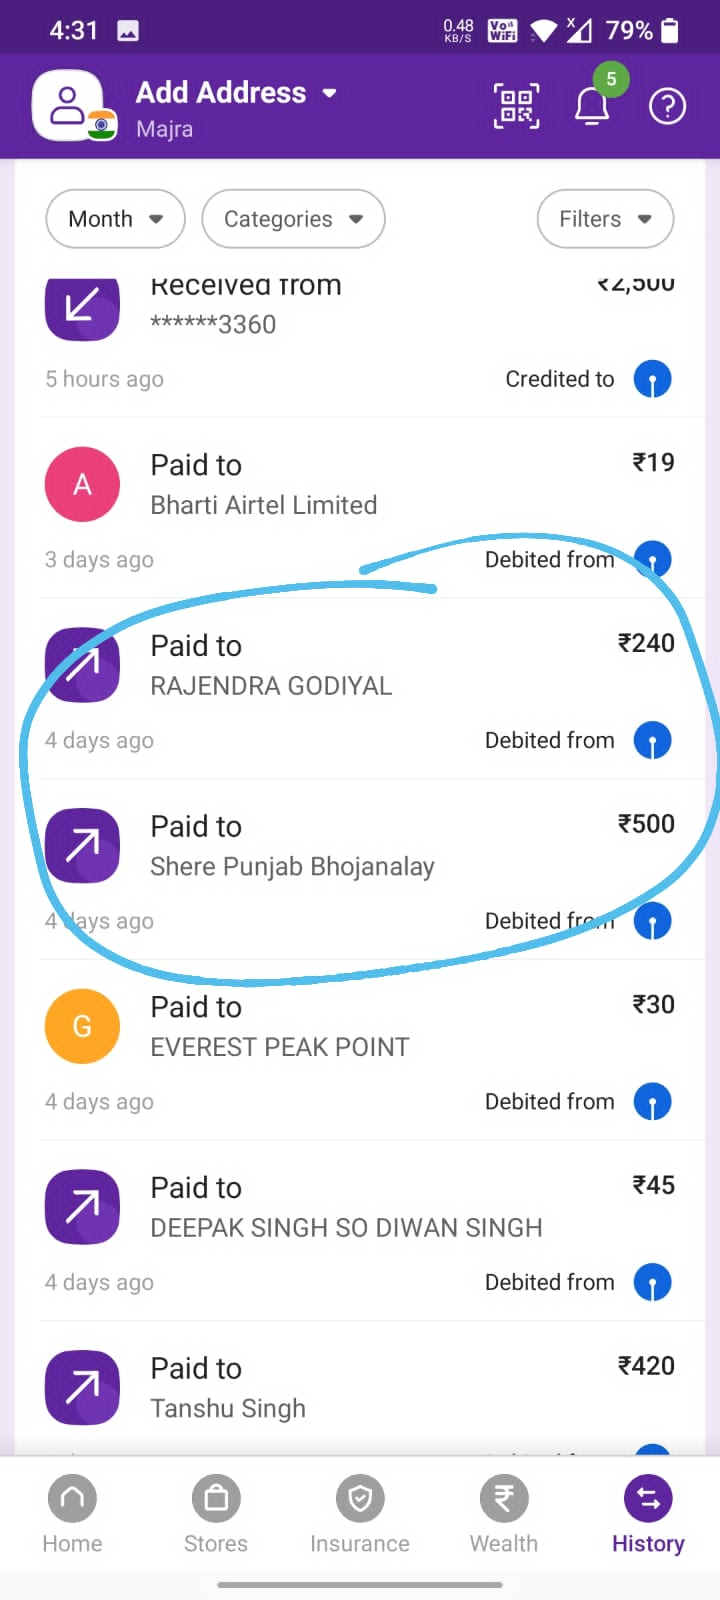 4:31
0.48 KB/S
Vo WiFi
x
79%
Add Address
Majra
5
?
Month
Categories
Filters
Received from
₹2,500
******3360
5 hours ago
Credited to
A
Paid to
₹19
Bharti Airtel Limited
3 days ago
Debited from
Paid to
₹240
RAJENDRA GODIYAL
4 days ago
Debited from
Paid to
₹500
Shere Punjab Bhojanalay
4 days ago
Debited from
G
Paid to
₹30
EVEREST PEAK POINT
4 days ago
Debited from
Paid to
₹45
DEEPAK SINGH SO DIWAN SINGH
4 days ago
Debited from
Paid to
₹420
Tanshu Singh
Home
Stores
Insurance
₹
Wealth
History